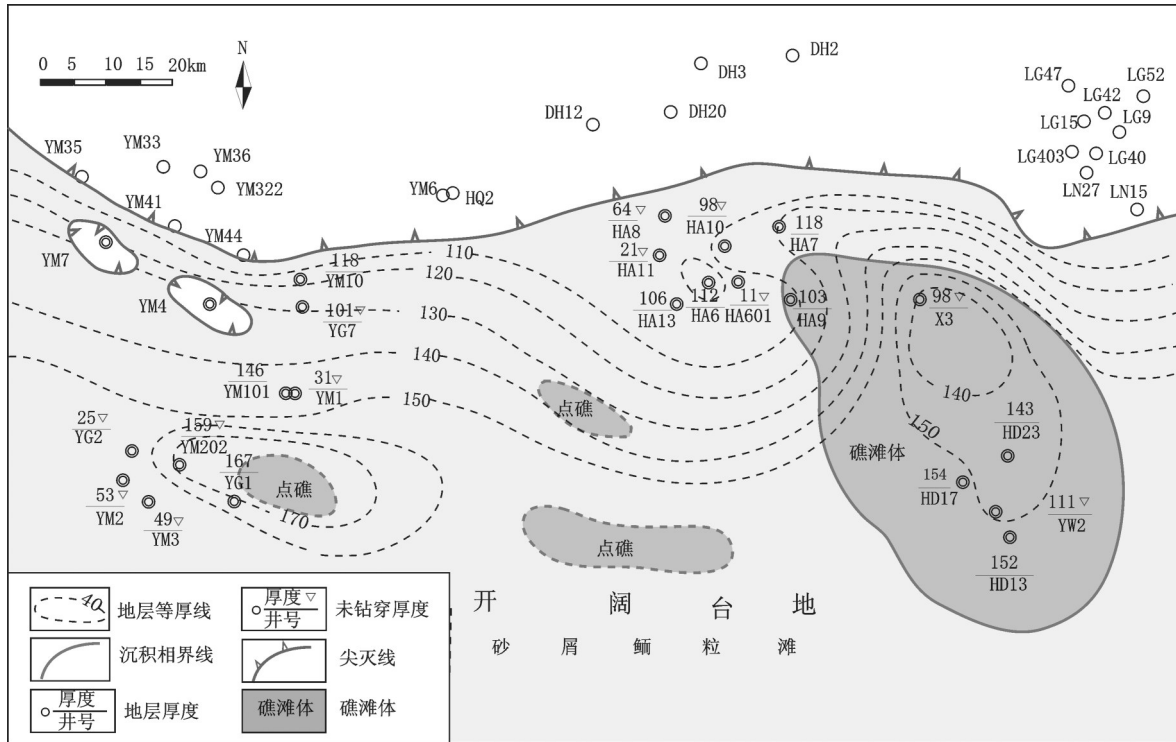 0 5 10 15 20km
N
DH2
DH3
DH12
DH20
LG47
LG52
LG42
LG15
LG9
LG403
LG40
LN27
LN15
YM35
YM33
YM36
YM322
YM6
HQ2
YM41
YM44
YM7
YM4
64▽
HA8
98▽
HA10
118
HA7
21▽
HA11
106
HA13
112
HA6
11▽
HA601
103
HA9
98▽
X3
118
YM10
101▽
YG7
110
120
130
140
150
146
YM101
31▽
YM1
25▽
YG2
159▽
YM202
167
YG1
点礁
170
53▽
YM2
49▽
YM3
点礁
点礁
礁滩体
140
150
143
HD23
154
HD17
111▽
YW2
152
HD13
开阔台地
砂屑鲕粒滩
40
地层等厚线
厚度▽
井号
未钻穿厚度
沉积相界线
尖灭线
厚度
井号
地层厚度
礁滩体
礁滩体